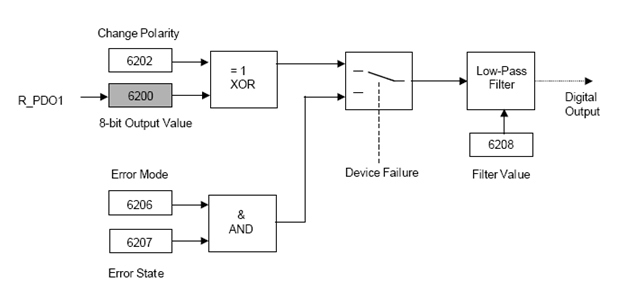 Change Polarity
6202
= 1
XOR
R_PDO1
6200
8-bit Output Value
Low-Pass
Filter
Digital
Output
6208
Device Failure
Filter Value
Error Mode
6206
&
AND
6207
Error State